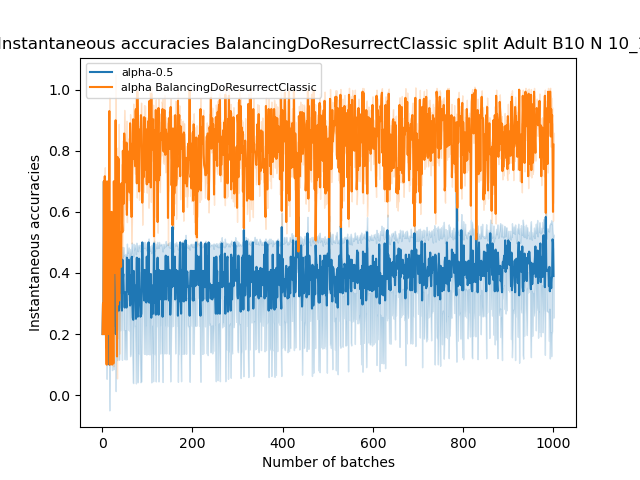 Instantaneous accuracies BalancingDoResurrectClassic split Adult B10 N 10_
alpha-0.5
alpha BalancingDoResurrectClassic
1.0
0.8
0.6
0.4
0.2
0.0
Instantaneous accuracies
0 200 400 600 800 1000
Number of batches